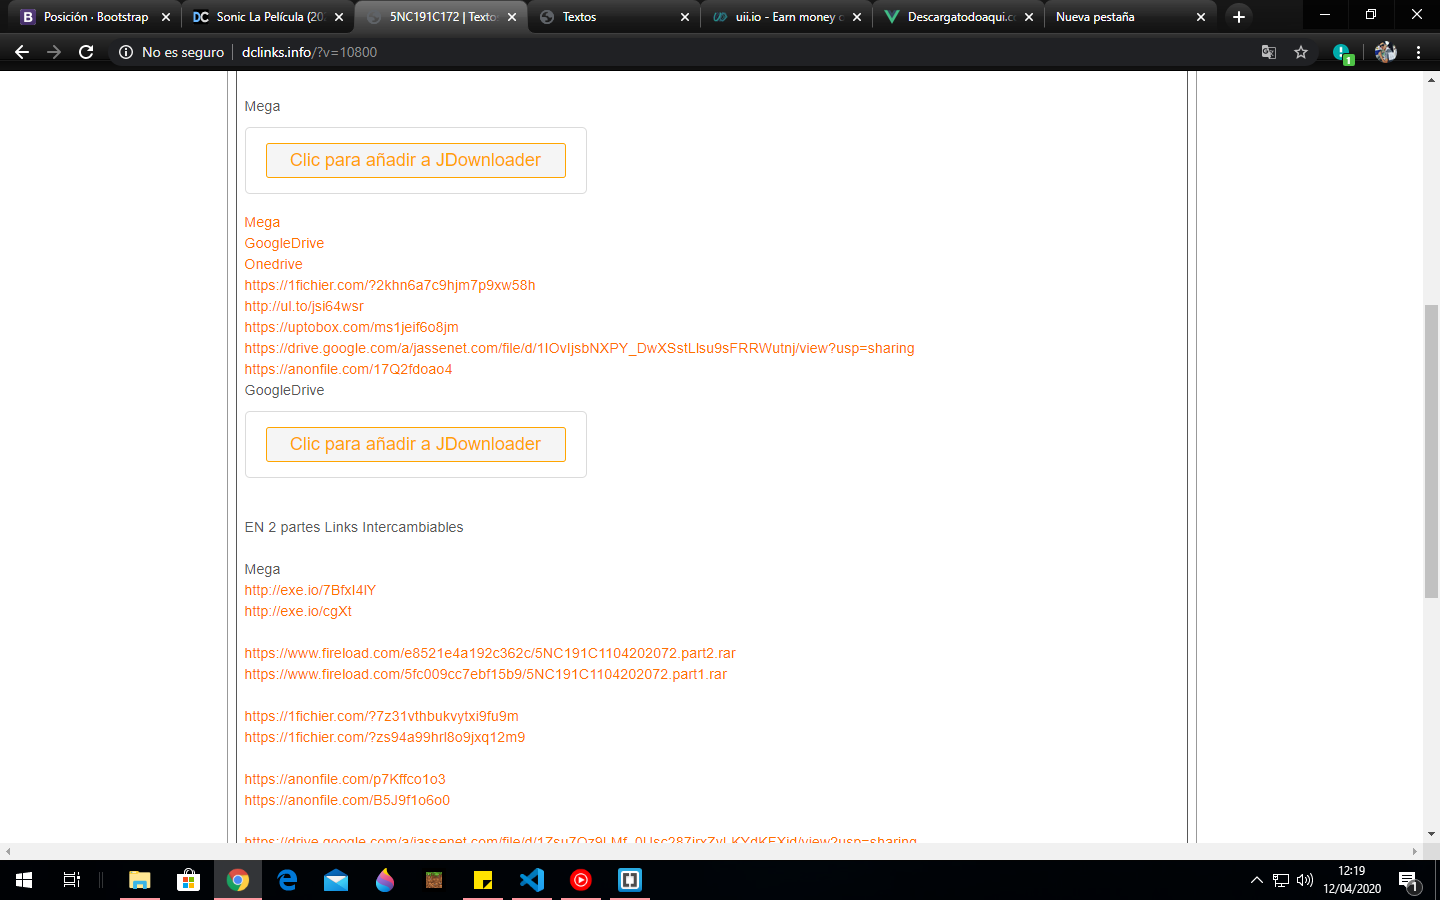 Posición · Bootstrap
Sonic La Película (20
5NC191C172 | Textos
Textos
uii.io - Earn money o
Descargatodoaqui.co
Nueva pestaña
No es seguro
dclinks.info/?v=10800
1
Mega
Clic para añadir a JDownloader
Mega
GoogleDrive
Onedrive
https://1fichier.com/?2khn6a7c9hjm7p9xw58h
http://ul.to/jsi64wsr
https://uptobox.com/ms1jeif6o8jm
https://drive.google.com/a/jassenet.com/file/d/1IOvIjsbNXPY_DwXSstLlsu9sFRRWutnj/view?usp=sharing
https://anonfile.com/17Q2fdoao4
GoogleDrive
Clic para añadir a JDownloader
EN 2 partes Links Intercambiables
Mega
http://exe.io/7BfxI4lY
http://exe.io/cgXt
https://www.fireload.com/e8521e4a192c362c/5NC191C1104202072.part2.rar
https://www.fireload.com/5fc009cc7ebf15b9/5NC191C1104202072.part1.rar
https://1fichier.com/?7z31vthbukvytxi9fu9m
https://1fichier.com/?zs94a99hrl8o9jxq12m9
https://anonfile.com/p7Kffco1o3
https://anonfile.com/B5J9f1o6o0
12:19
12/04/2020
1